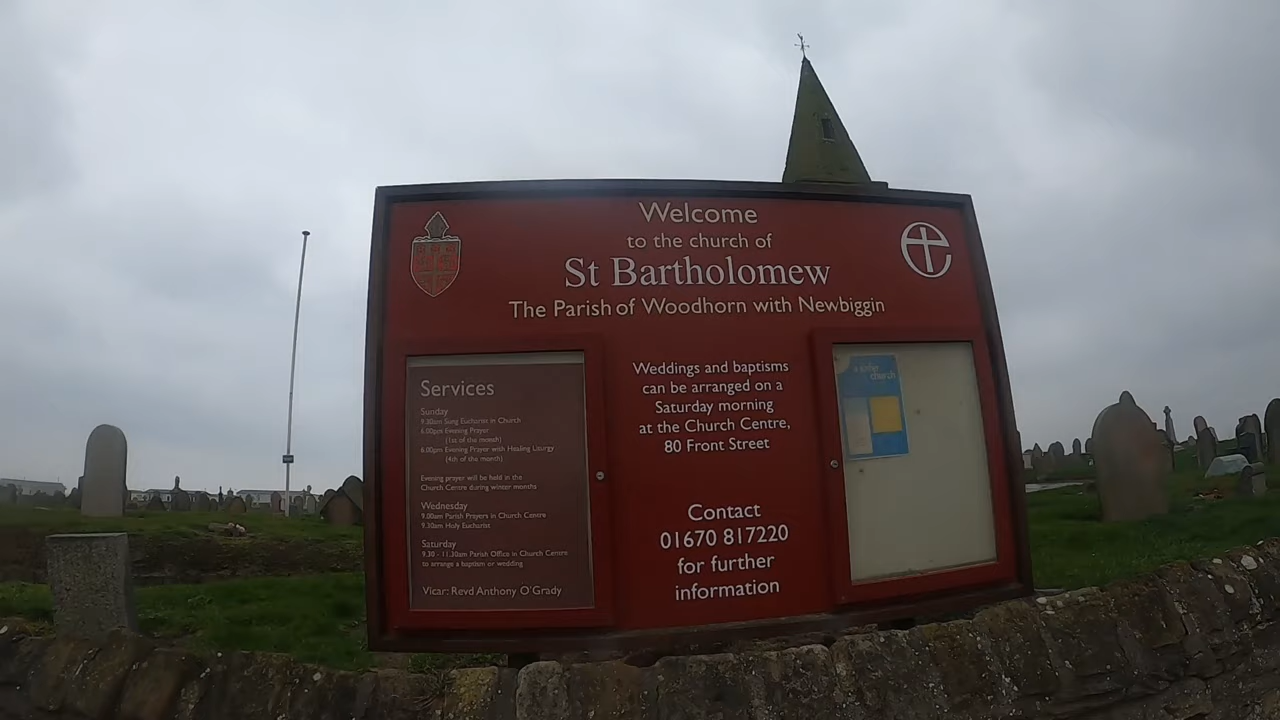 Welcome
to the church of
St Bartholomew
The Parish of Woodhorn with Newbiggin
Services
Sunday
9.30am Sung Eucharist in Church
6.00pm Evening Prayer
(1st of the month)
6.00pm Evening Prayer with Healing Liturgy
(4th of the month)
Evening prayer will be held in the
Church Centre during winter months
Wednesday
9.00am Parish Prayers in Church Centre
9.30am Holy Eucharist
Saturday
9.30 - 11.30am Parish Office in Church Centre
to arrange a baptism or wedding
Vicar: Revd Anthony O'Grady
Weddings and baptisms
can be arranged on a
Saturday morning
at the Church Centre,
80 Front Street
Contact
01670 817220
for further
information
a safer
church